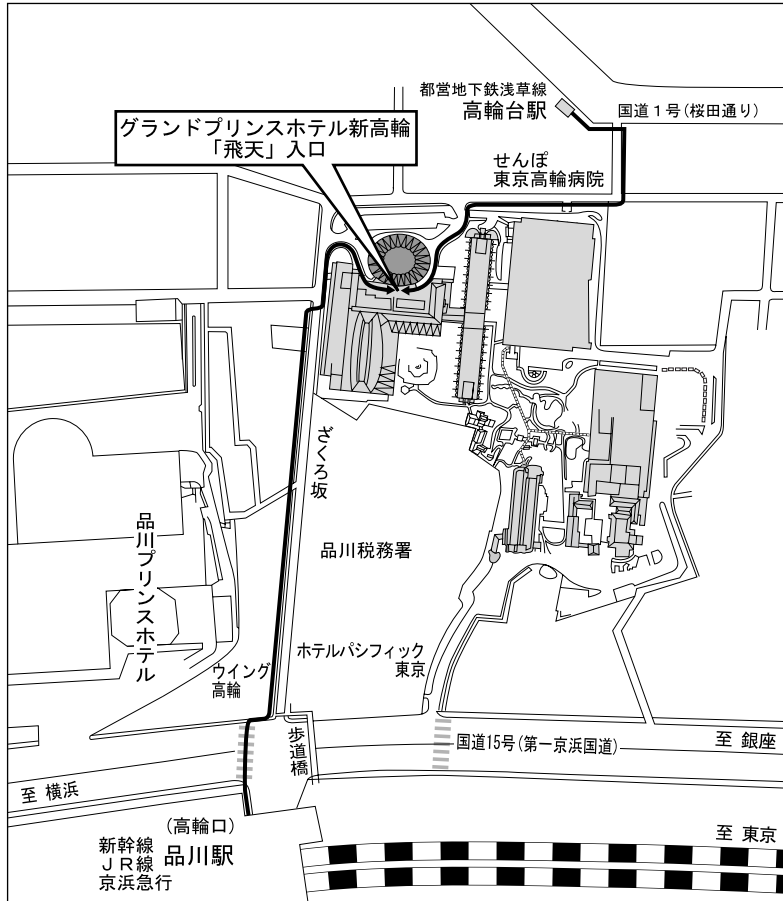 都営地下鉄浅草線
高輪台駅
国道1号(桜田通り)
グランドプリンスホテル新高輪
「飛天」入口
せんぽ
東京高輪病院
ざくろ坂
品川プリンスホテル
品川税務署
ホテルパシフィック
東京
ウイング
高輪
歩道橋
国道15号(第一京浜国道)
至 銀座
至 横浜
至 東京
(高輪口)
新幹線
JR線
京浜急行
品川駅